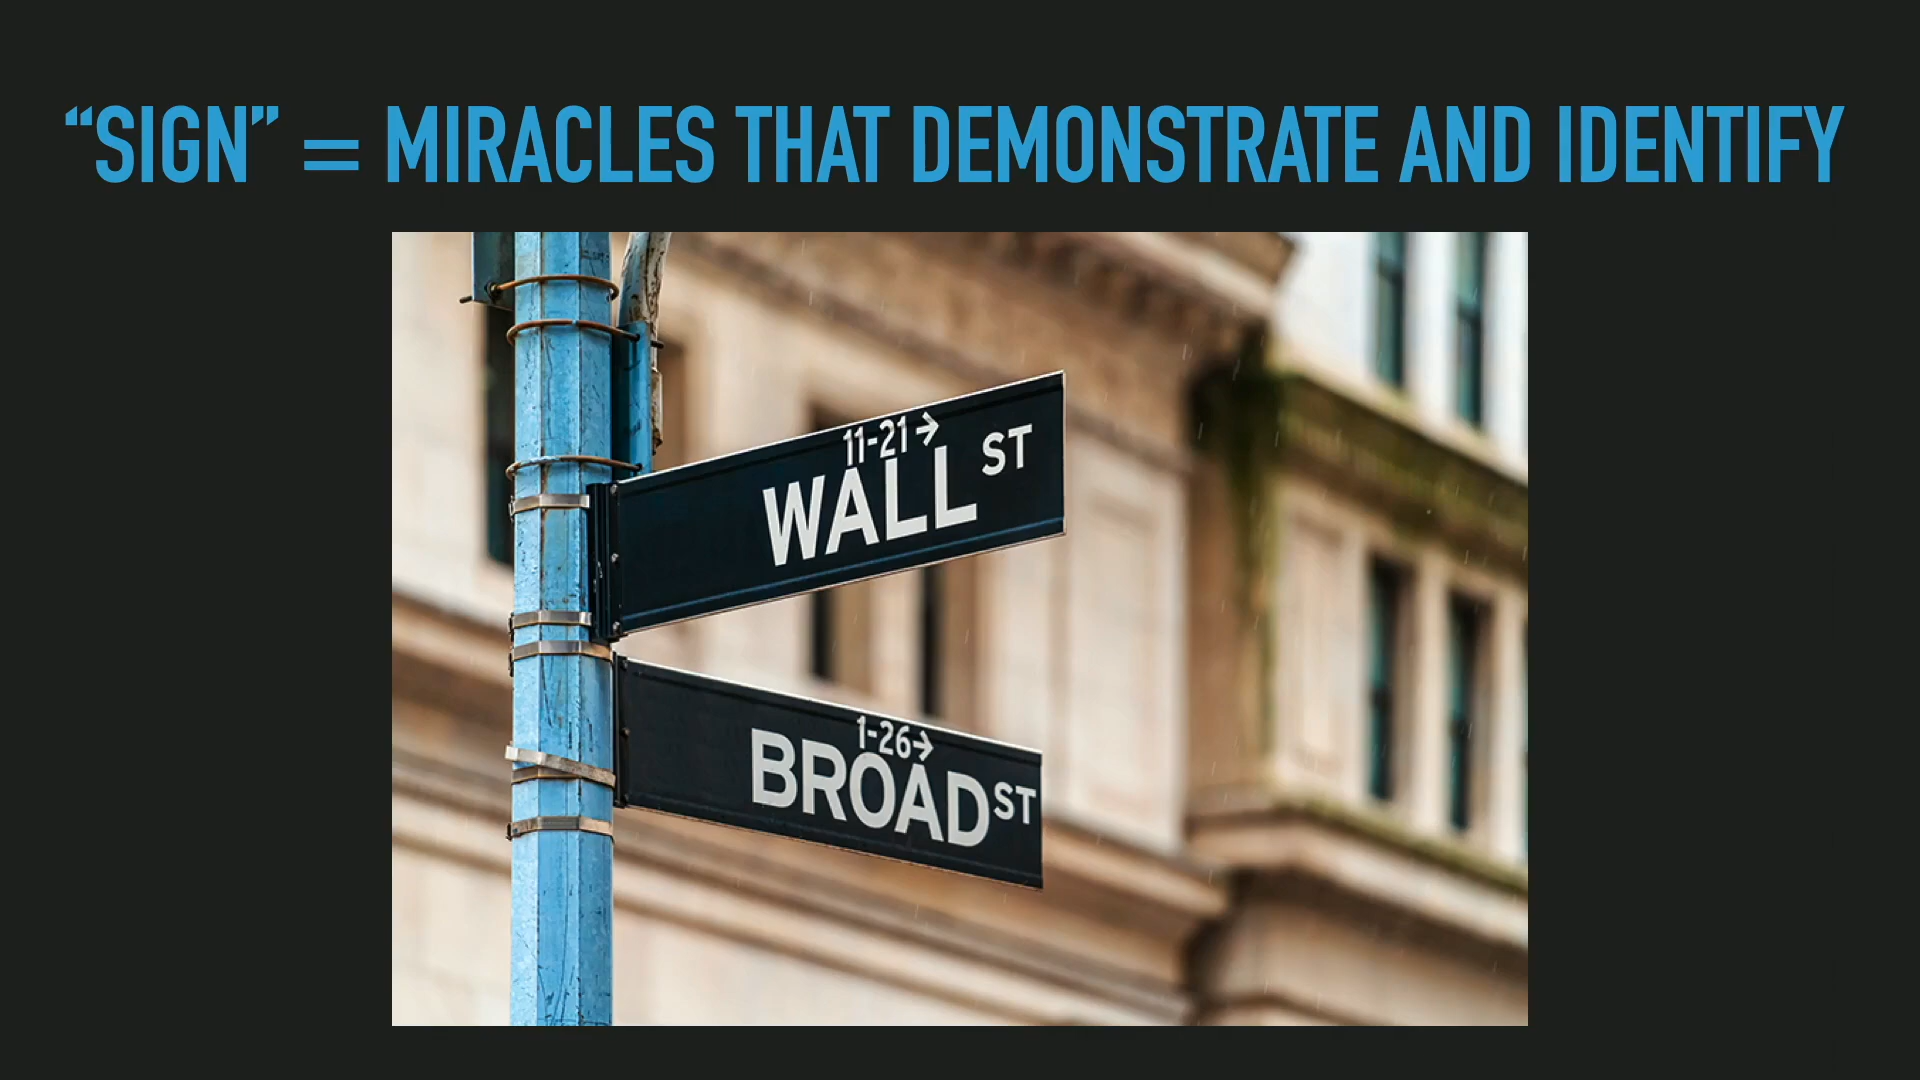 “SIGN” = MIRACLES THAT DEMONSTRATE AND IDENTIFY
11-21→
WALL ST
1-26→
BROAD ST